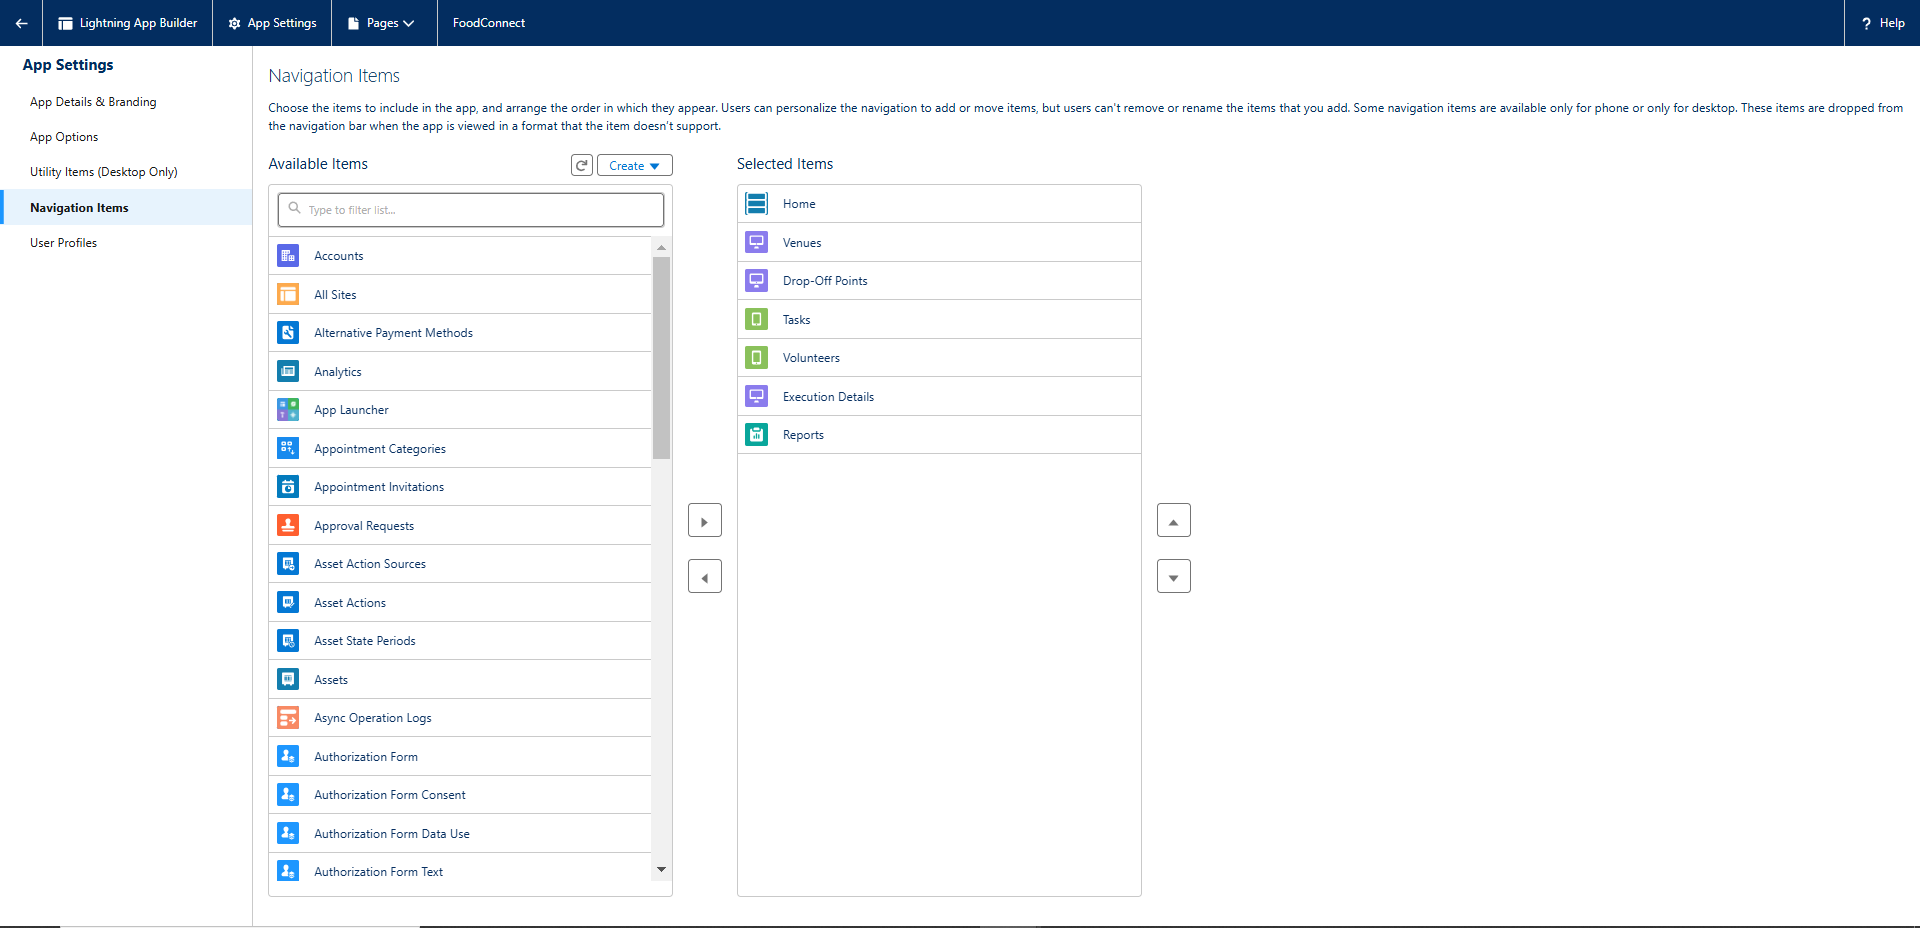 Lightning App Builder
App Settings
Pages
FoodConnect
? Help
App Settings
App Details & Branding
App Options
Utility Items (Desktop Only)
Navigation Items
User Profiles
Navigation Items
Choose the items to include in the app, and arrange the order in which they appear. Users can personalize the navigation to add or move items, but users can't remove or rename the items that you add. Some navigation items are available only for phone or only for desktop. These items are dropped from
the navigation bar when the app is viewed in a format that the item doesn't support.
Available Items
Create
Type to filter list...
Accounts
All Sites
Alternative Payment Methods
Analytics
App Launcher
Appointment Categories
Appointment Invitations
Approval Requests
Asset Action Sources
Asset Actions
Asset State Periods
Assets
Async Operation Logs
Authorization Form
Authorization Form Consent
Authorization Form Data Use
Authorization Form Text
Selected Items
Home
Venues
Drop-Off Points
Tasks
Volunteers
Execution Details
Reports